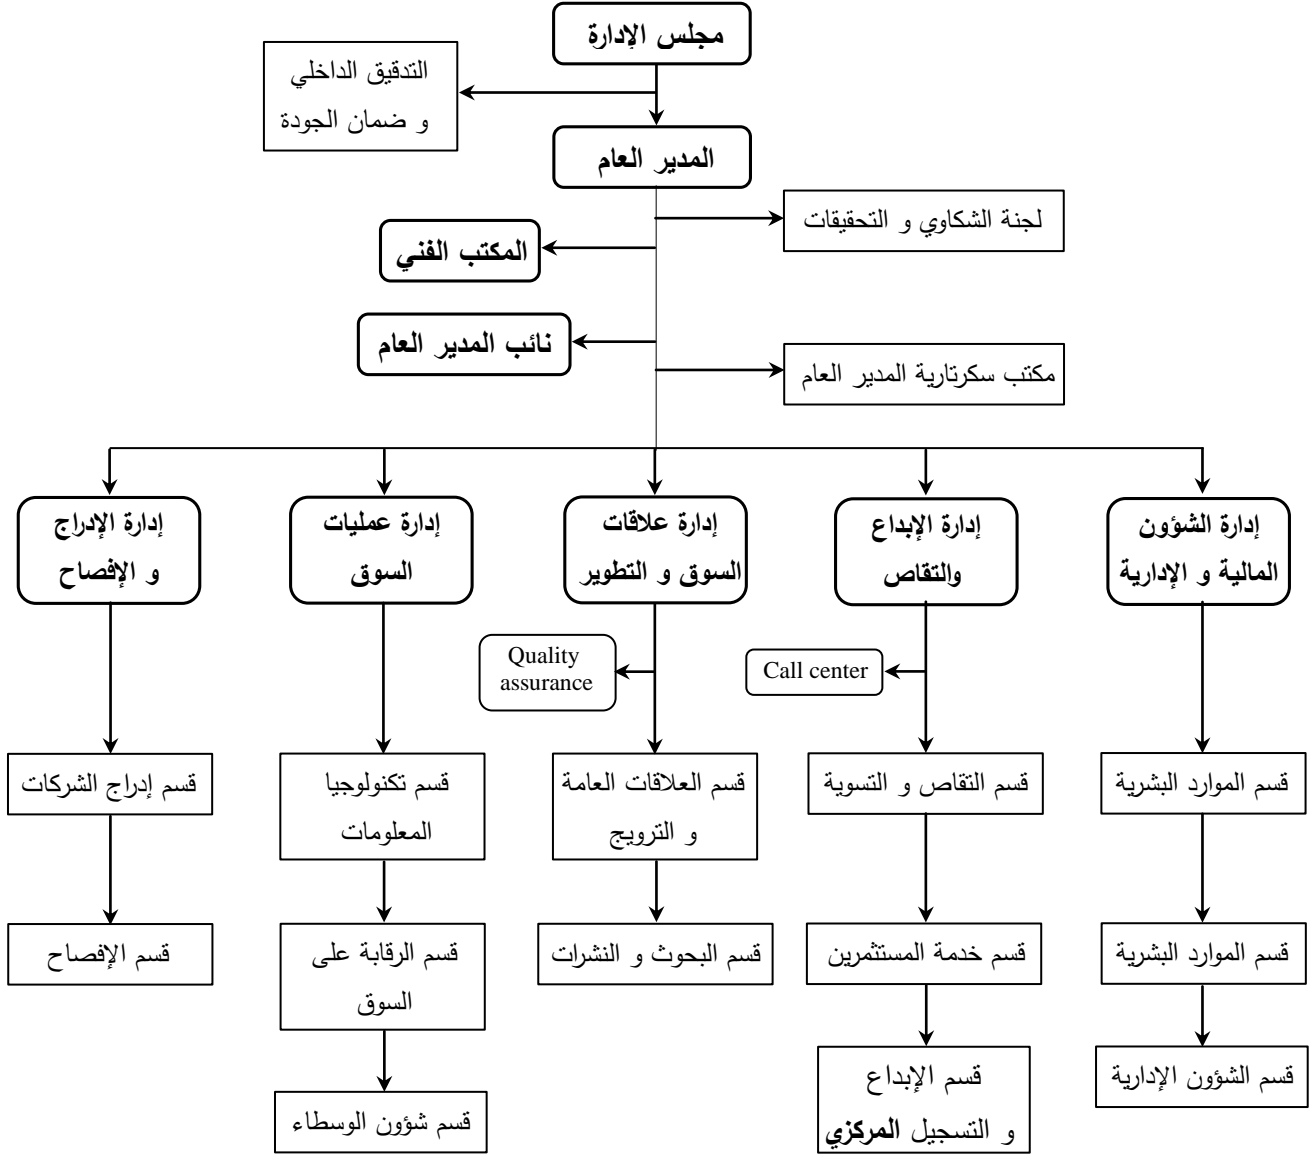 مجلس الإدارة
التدقيق الداخلي
و ضمان الجودة
المدير العام
لجنة الشكاوي و التحقيقات
المكتب الفني
نائب المدير العام
مكتب سكرتارية المدير العام
إدارة الشؤون
المالية و الإدارية
إدارة الإبداع
والتقاص
إدارة علاقات
السوق و التطوير
إدارة عمليات
السوق
إدارة الإدراج
و الإفصاح
Call center
Quality
assurance
قسم الموارد البشرية
قسم التقاص و التسوية
قسم العلاقات العامة
و الترويج
قسم تكنولوجيا
المعلومات
قسم إدراج الشركات
قسم الموارد البشرية
قسم خدمة المستثمرين
قسم البحوث و النشرات
قسم الرقابة على
السوق
قسم الإفصاح
قسم الشؤون الإدارية
قسم الإبداع
و التسجيل المركزي
قسم شؤون الوسطاء